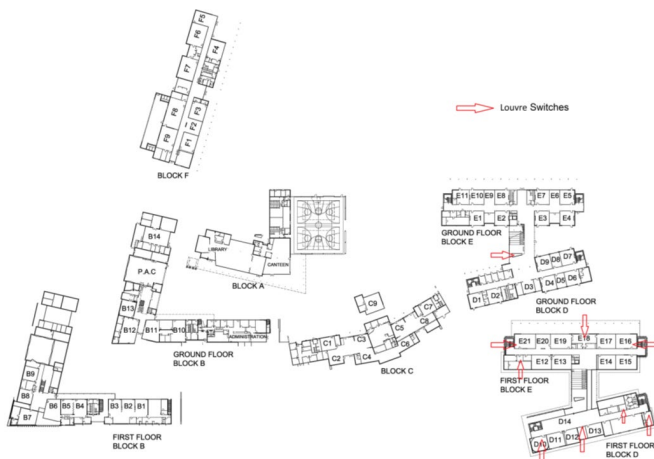 F5
F6
F4
F7
F3
F8
F2
F9
F1
BLOCK F
Louvre Switches
LIBRARY
CANTEEN
BLOCK A
B14
P.A.C
B13
B12
B11
B10
ADMINISTRATION
GROUND FLOOR
BLOCK B
E11 E10 E9 E8 E7 E6 E5
E1 E2 E3 E4
GROUND FLOOR
BLOCK E
D9 D8 D7
D1 D2 D3 D4 D5 D6
GROUND FLOOR
BLOCK D
C9
C7
C1
C3
C5
C2
C4
C6
C8
BLOCK C
B9
B8
B7
B6 B5 B4 B3 B2 B1
FIRST FLOOR
BLOCK B
E21 E20 E19 E18 E17 E16
E12 E13 E14 E15
FIRST FLOOR
BLOCK E
D14
D10 D11 D12 D13
FIRST FLOOR
BLOCK D